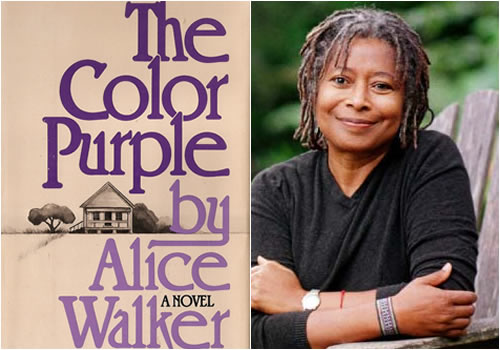 The
Color
Purple
by
Alice
A NOVEL
Walker